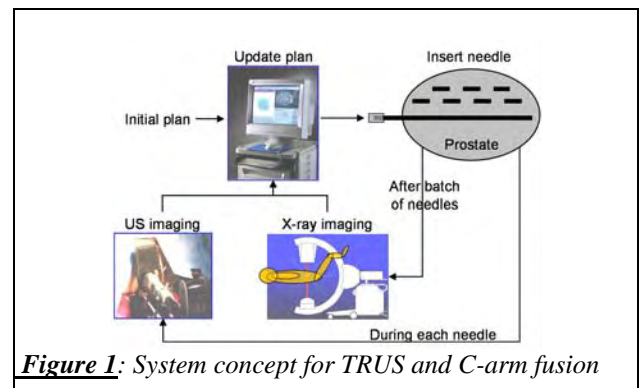 Update plan
Insert needle
Initial plan
Prostate
After batch
of needles
US imaging
X-ray imaging
During each needle
Figure 1: System concept for TRUS and C-arm fusion